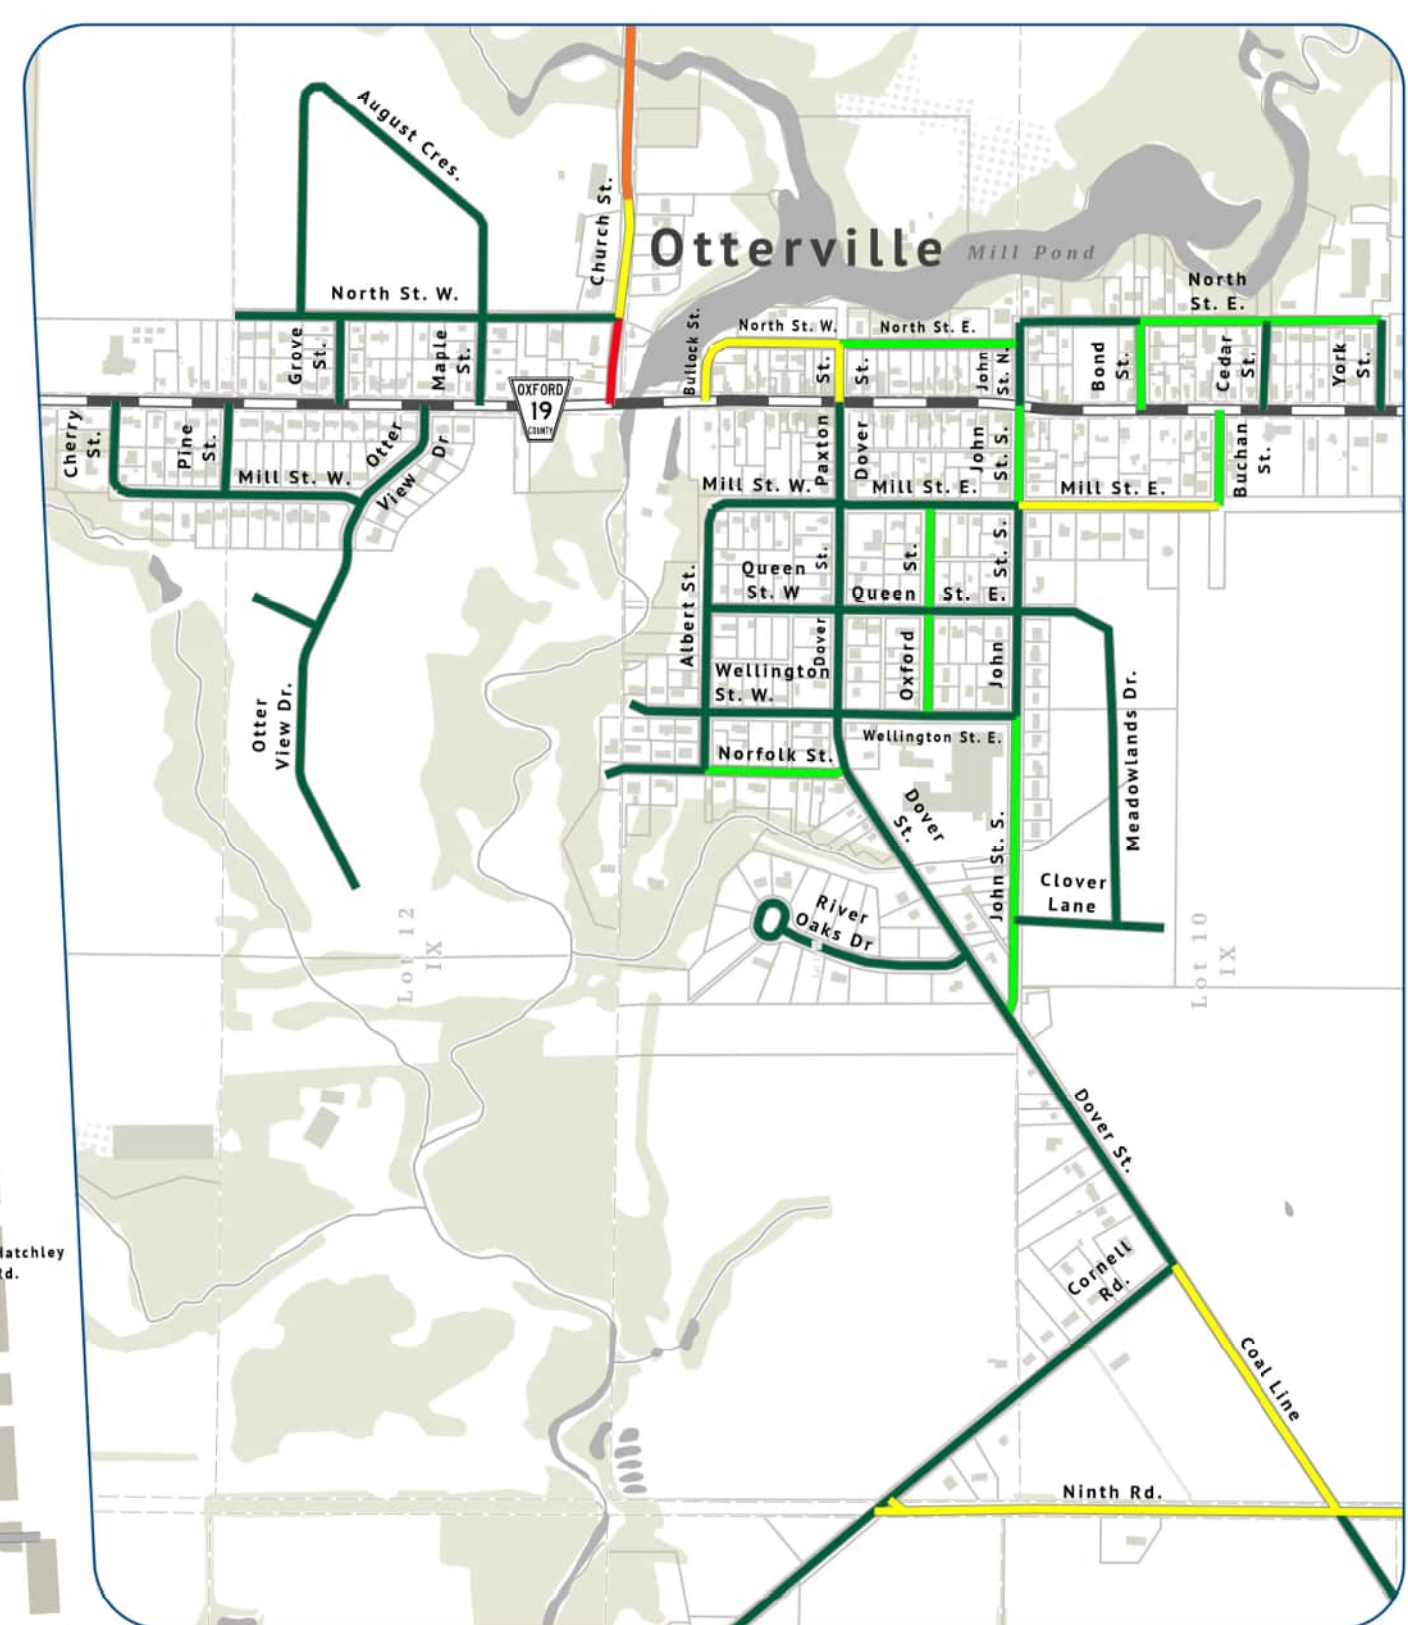 August Cres.
Church St.
Otterville
Mill Pond
North St. W.
North
St. E.
Grove
St.
Maple
St.
Bullock St.
North St. W.
North St. E.
St.
St.
John
St. N.
Bond
St.
Cedar
St.
York
St.
OXFORD
19
COUNTY
Cherry
St.
Pine
St.
Otter
View
Dr
Mill St. W.
Paxton
Dover
John
St. S.
Buchan
St.
Mill St. W.
Mill St. E.
Mill St. E.
Albert St.
Queen
St. W
St.
Dover
Queen St. E.
St.
Oxford
St. S.
John
Wellington
St. W.
Wellington St. E.
Norfolk St.
Otter
View Dr.
Dover
St.
Meadowlands Dr.
John St. S.
Clover
Lane
River
Oaks Dr
Lot 12
IX
Lot 10
IX
Dover St.
Hatchley
Rd.
Cornell
Rd.
Coal Line
Ninth Rd.